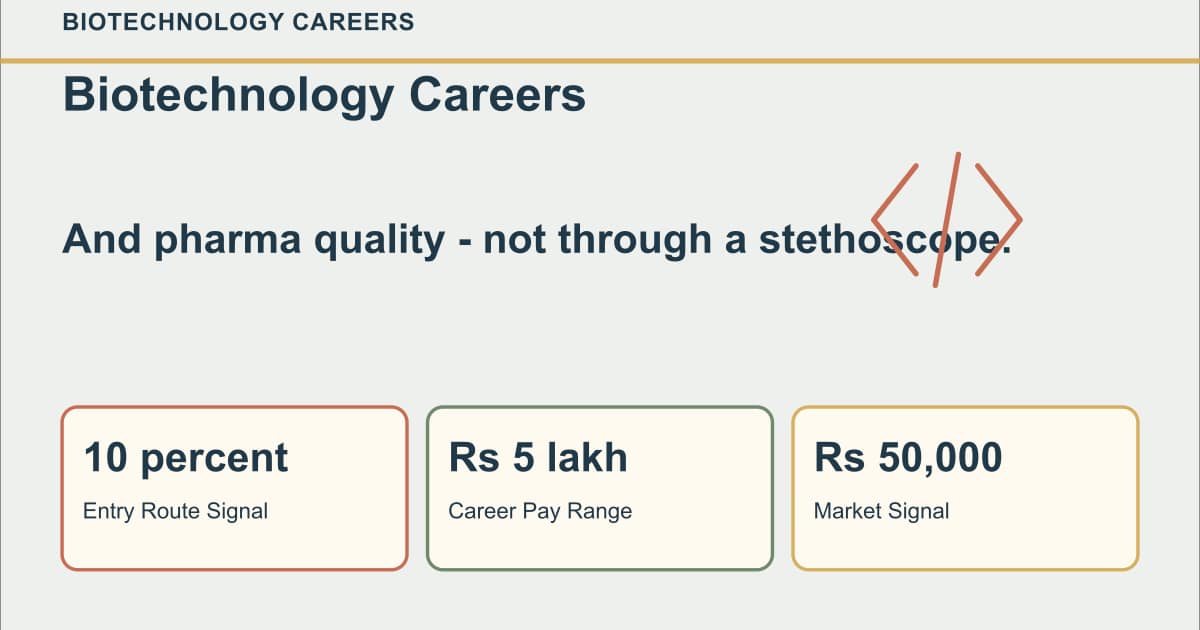 BIOTECHNOLOGY CAREERS
Biotechnology Careers
And pharma quality - not through a stethoscope.
10 percent
Entry Route Signal
Rs 5 lakh
Career Pay Range
Rs 50,000
Market Signal